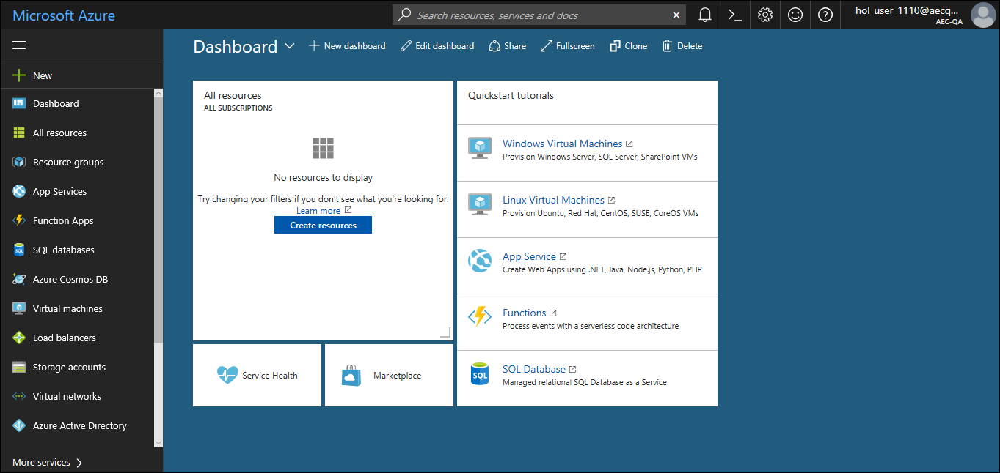 Microsoft Azure
Search resources, services and docs
hol_user_1110@aecq...
AEC-QA
New
Dashboard
All resources
Resource groups
App Services
Function Apps
SQL databases
Azure Cosmos DB
Virtual machines
Load balancers
Storage accounts
Virtual networks
Azure Active Directory
More services
Dashboard
New dashboard
Edit dashboard
Share
Fullscreen
Clone
Delete
All resources
ALL SUBSCRIPTIONS
No resources to display
Try changing your filters if you don't see what you're looking for.
Learn more
Create resources
Service Health
Marketplace
Quickstart tutorials
Windows Virtual Machines
Provision Windows Server, SQL Server, SharePoint VMs
Linux Virtual Machines
Provision Ubuntu, Red Hat, CentOS, SUSE, CoreOS VMs
App Service
Create Web Apps using .NET, Java, Node.js, Python, PHP
Functions
Process events with a serverless code architecture
SQL
SQL Database
Managed relational SQL Database as a Service